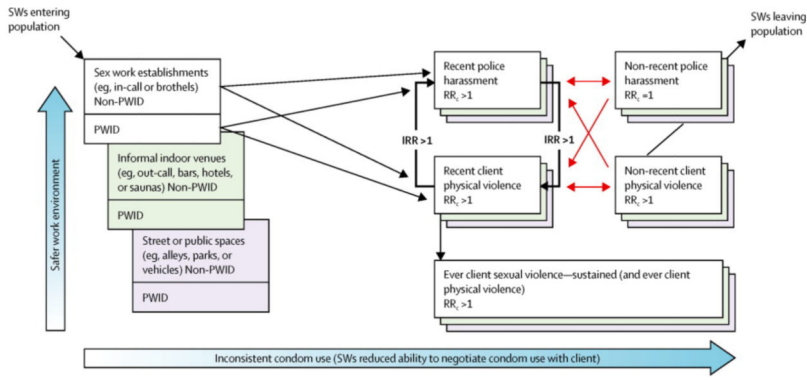 SWs entering
population
SWs leaving
population
Sex work establishments
(eg, in-call or brothels)
Non-PWID
PWID
Informal indoor venues
(eg, out-call, bars, hotels,
or saunas) Non-PWID
PWID
Street or public spaces
(eg, alleys, parks, or
vehicles) Non-PWID
PWID
Safer work environment
Recent police
harassment
RRc >1
Non-recent police
harassment
RRc =1
IRR >1
IRR >1
Recent client
physical violence
RRc >1
Non-recent client
physical violence
RRc >1
Ever client sexual violence—sustained (and ever client
physical violence)
RRc >1
Inconsistent condom use (SWs reduced ability to negotiate condom use with client)